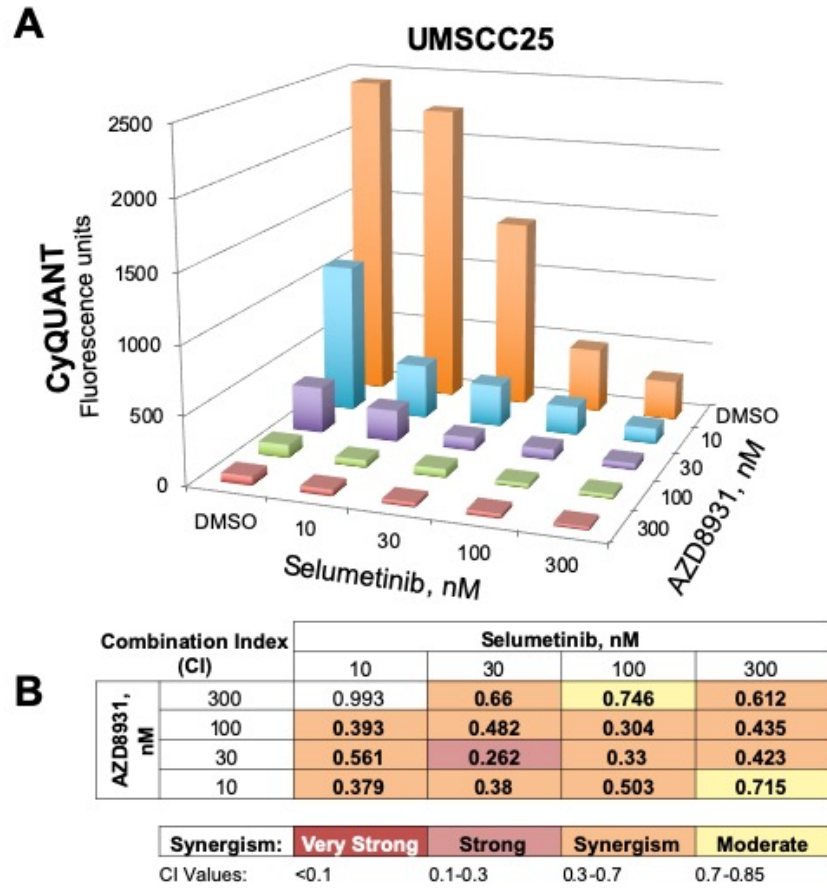 A
UMSCC25
2500
2000
1500
1000
500
0
CyQUANT
Fluorescence units
DMSO
10
30
100
300
Selumetinib, nM
DMSO
10
30
100
300
AZD8931, nM
B
Combination Index
(CI)
Selumetinib, nM
10 30 100 300
AZD8931,
nM
300 0.993 0.66 0.746 0.612
100 0.393 0.482 0.304 0.435
30 0.561 0.262 0.33 0.423
10 0.379 0.38 0.503 0.715
Synergism: Very Strong Strong Synergism Moderate
CI Values: <0.1 0.1-0.3 0.3-0.7 0.7-0.85